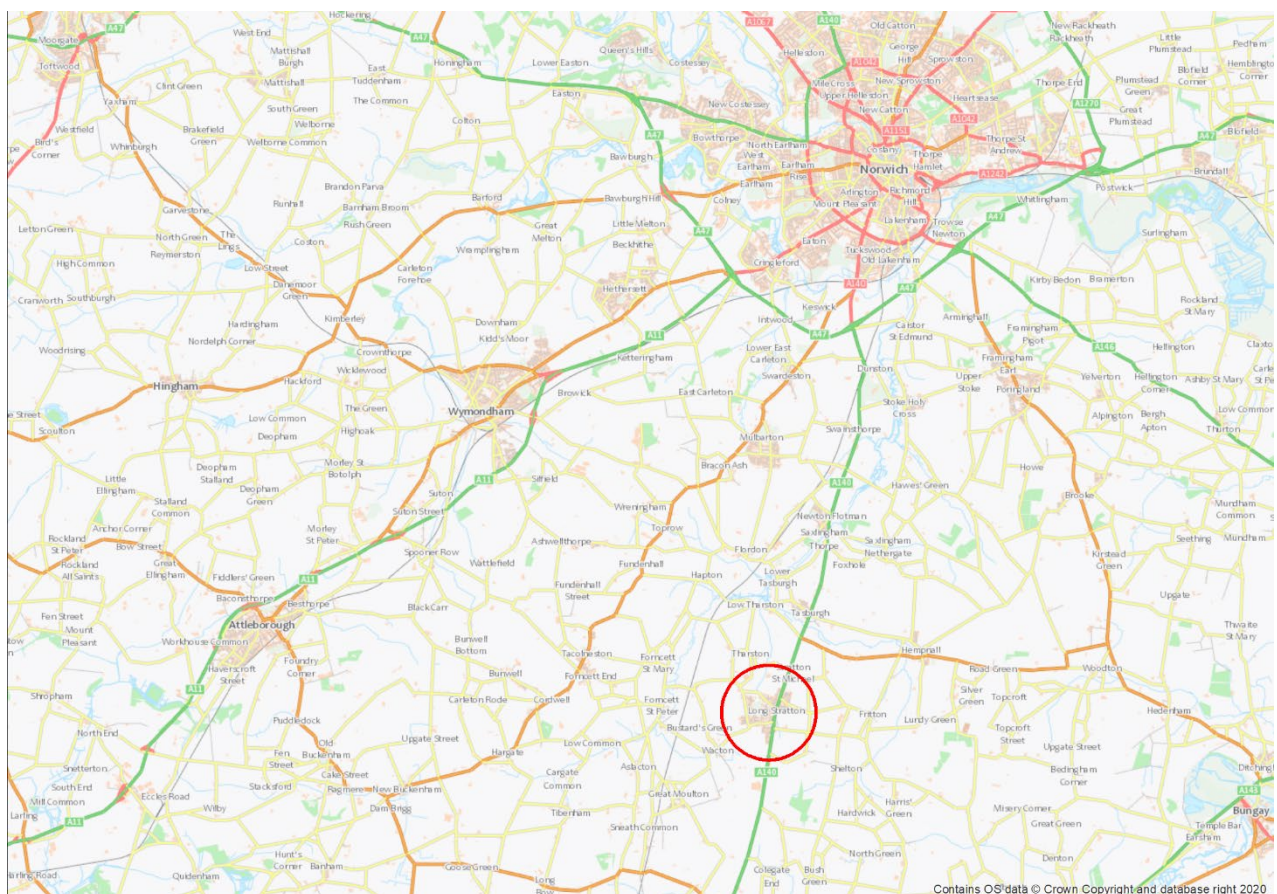 Hockering
West End
Mattishall
Burgh
Moorgate
Toftwood
A47
Clint Green
Mattishall
East
Tuddenham
The Common
Honingham
Lower Easton
Easton
Queen's Hills
Costessey
New Costessey
Bowthorpe
A1067
A140
Old Catton
Hellesdon
George
Hill
Sprowston
New Rackheath
Rackheath
Little
Plumstead
Pedham
Hemblington
Corner
A1042
Mile Cross
Upper Hellesdon
New Sprowston
New Catton
Heartsease
Thorpe End
Plumstead
Green
Great
Plumstead
Blofield
Corner
Blofield
A1270
A47
Yaxham
Westfield
Bird's
Corner
Whinburgh
Brakefield
Green
South Green
Welborne
Welborne Common
Colton
Bawburgh
A47
North Earlham
West
Earlham
Earlham
Rise
Earlham
A1151
Coslany
A1042
Thorpe St
Andrew
Thorpe
Hamlet
A1242
Norwich
Arlington
Richmond
Hill
Mount Pleasant
Lakenham
Postwick
Brundall
Whitlingham
Brandon Parva
Runhall
Barnham Broom
Rush Green
Barford
Bawburgh Hill
Colney
Garvestone
Letton Green
North Green
Reymerston
The
Lings
Coston
Great
Melton
Little Melton
Beckhithe
A47
Eaton
Cringleford
Tuckswood
Old Lakenham
Trowse
Newton
A47
Surlingham
High Common
Low Street
Danemoor
Green
Carleton
Forehoe
Wramplingham
Hethersett
A140
Keswick
A47
Kirby Bedon
Bramerton
Rockland
St Mary
Cranworth
Southburgh
Kimberley
Hardingham
Downham
Kidd's Moor
Intwood
A47
Caistor
St Edmund
Arminghall
Framingham
Pigot
A146
Woodrising
Nordelph Corner
Crownthorpe
Wicklewood
Ketteringham
A11
Lower East
Carleton
Swardeston
Dunston
Upper
Stoke
Framingham
Earl
Poringland
Hellington
Yelverton
Hellington
Corner
Ashby St Mary
Hingham
Hackford
The Green
Wymondham
Browick
East Carleton
Stoke Holy
Cross
Alpington
Bergh
Apton
Low Common
Thurton
Scoulton
Low Common
Deopham
Highoak
Mulbarton
Swainsthorpe
Howe
Little
Ellingham
Deopham
Stalland
Morley St
Botolph
A11
Silfield
Bracon Ash
A140
Hawes' Green
Brooke
Stalland
Common
Deopham
Green
Suton
Wreningham
Mundham
Common
Anchor Corner
Bow Street
Morley
St Peter
Suton Street
Toprow
Newton Flotman
Saxlingham
Thorpe
Saxlingham
Nethergate
Seething
Mundham
Rockland
St Peter
Rockland
All Saints
Great
Ellingham
Spooner Row
Wattlefield
Ashwellthorpe
Fundenhall
Flordon
Foxhole
Kirstead
Green
Fiddlers' Green
A11
Baconsthorpe
Besthorpe
Fundenhall
Street
Hapton
Lower
Tasburgh
Low Tharston
Tasburgh
Upgate
Fen Street
Mount
Pleasant
Attleborough
Workhouse Common
Black Carr
Bunwell
Bottom
Thwaite
St Mary
Haverscroft
Street
Foundry
Corner
Bunwell
Tacolneston
Forncett End
Forncett
St Mary
Tharston
Stratton
St Michael
Hempnall
Road Green
Woodton
A11
Shropham
Carleton Rode
Cordwell
Forncett
St Peter
Long Stratton
Fritton
Silver
Green
Topcroft
Hedenham
North End
Puddledock
Old
Buckenham
Upgate Street
Bustard's Green
Lundy Green
Topcroft
Street
Snetterton
Fen
Street
Cake Street
Hargate
Low Common
Wacton
Upgate Street
South End
Mill Common
Stacksford
Ragmere
New Buckenham
Cargate
Common
Aslacton
A140
Shelton
Bedingham
Corner
Ditchingham
A143
Larling
A11
Eccles Road
Wilby
Dam Brigg
Great Moulton
Hardwick
Harris'
Green
Misery Corner
Great Green
Bungay
Tibenham
Sneath Common
Temple Bar
Earsham
Hunt's
Corner
Banham
Goose Green
North Green
Denton
Quidenham
Long
Row
Colegate
End
Bush
Green
Contains OS data © Crown Copyright and database right 2020